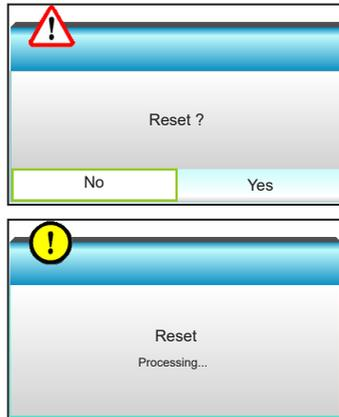 Reset ?
No Yes
Reset
Processing...